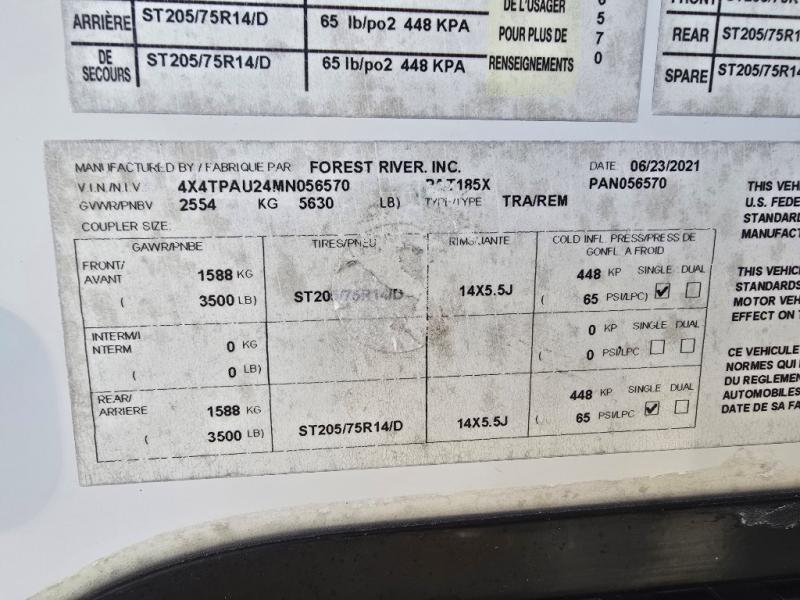 DE L'USAGER
ARRIÈRE ST205/75R14/D 65 lb/po2 448 KPA
POUR PLUS DE
DE SECOURS ST205/75R14/D 65 lb/po2 448 KPA
RENSEIGNEMENTS
5
7
0
REAR ST205/75R14
SPARE ST205/75R14
MANUFACTURED BY / FABRIQUE PAR FOREST RIVER, INC. DATE 06/23/2021
V.I.N./N.I.V. 4X4TPAU24MN056570 PAT185X PAN056570
GVWR/PNBV 2554 KG 5630 LB) TYPE/TYPE TRA/REM
COUPLER SIZE:
GAWR/PNBE TIRES/PNEU RIMS/JANTE COLD INFL. PRESS/PRESS DE GONFL A FROID
FRONT/ AVANT 1588 KG 448 KP SINGLE DUAL
( 3500 LB) ST205/75R14/D 14X5.5J ( 65 PSI/LPC)
INTERM/I NTERM 0 KG 0 KP SINGLE DUAL
( 0 LB) ( 0 PSI/LPC
REAR/ ARRIERE 1588 KG 448 KP SINGLE DUAL
( 3500 LB) ST205/75R14/D 14X5.5J ( 65 PSI/LPC
THIS VEH
U.S. FEDE
STANDARD
MANUFACT
THIS VEHIC
STANDARDS
MOTOR VEH
EFFECT ON T
CE VEHICULE
NORMES QUI
DU REGLEMEN
AUTOMOBILES
DATE DE SA FA